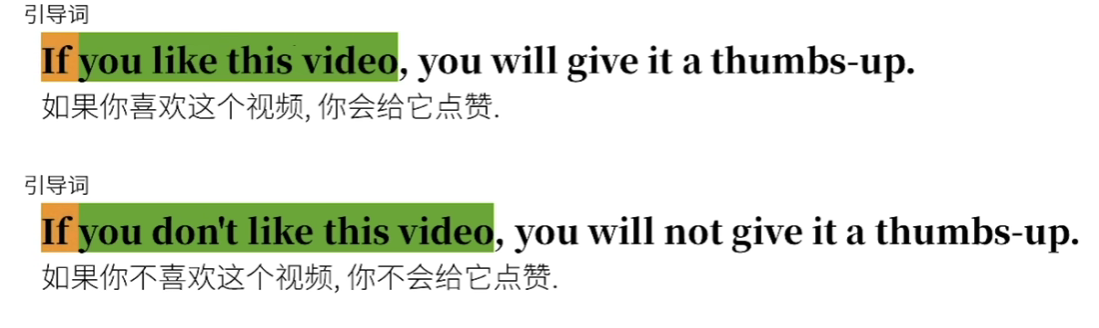 引导词
If you like this video, you will give it a thumbs-up.
如果你喜欢这个视频, 你会给它点赞.
引导词
If you don't like this video, you will not give it a thumbs-up.
如果你不喜欢这个视频, 你不会给它点赞.